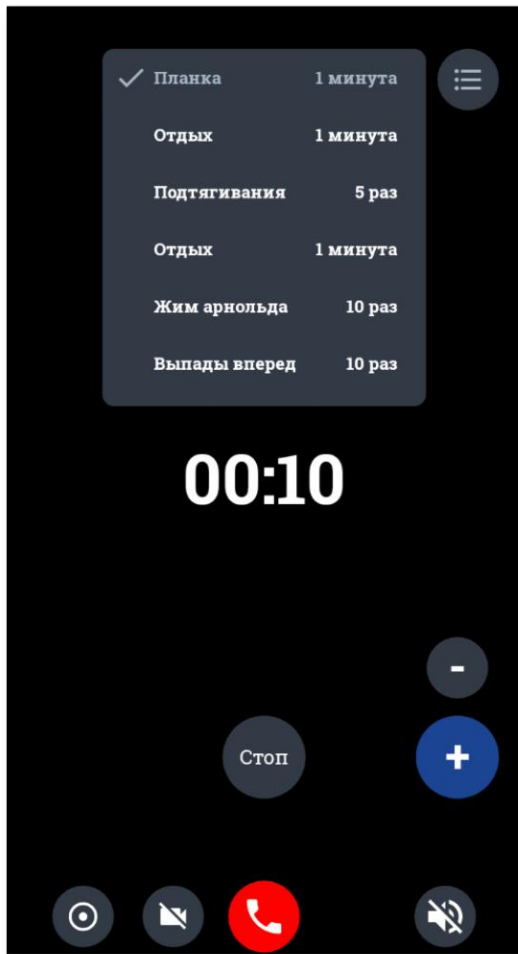 Планка 1 минута
Отдых 1 минута
Подтягивания 5 раз
Отдых 1 минута
Жим арнольда 10 раз
Выпады вперед 10 раз
00:10
-
Стоп +